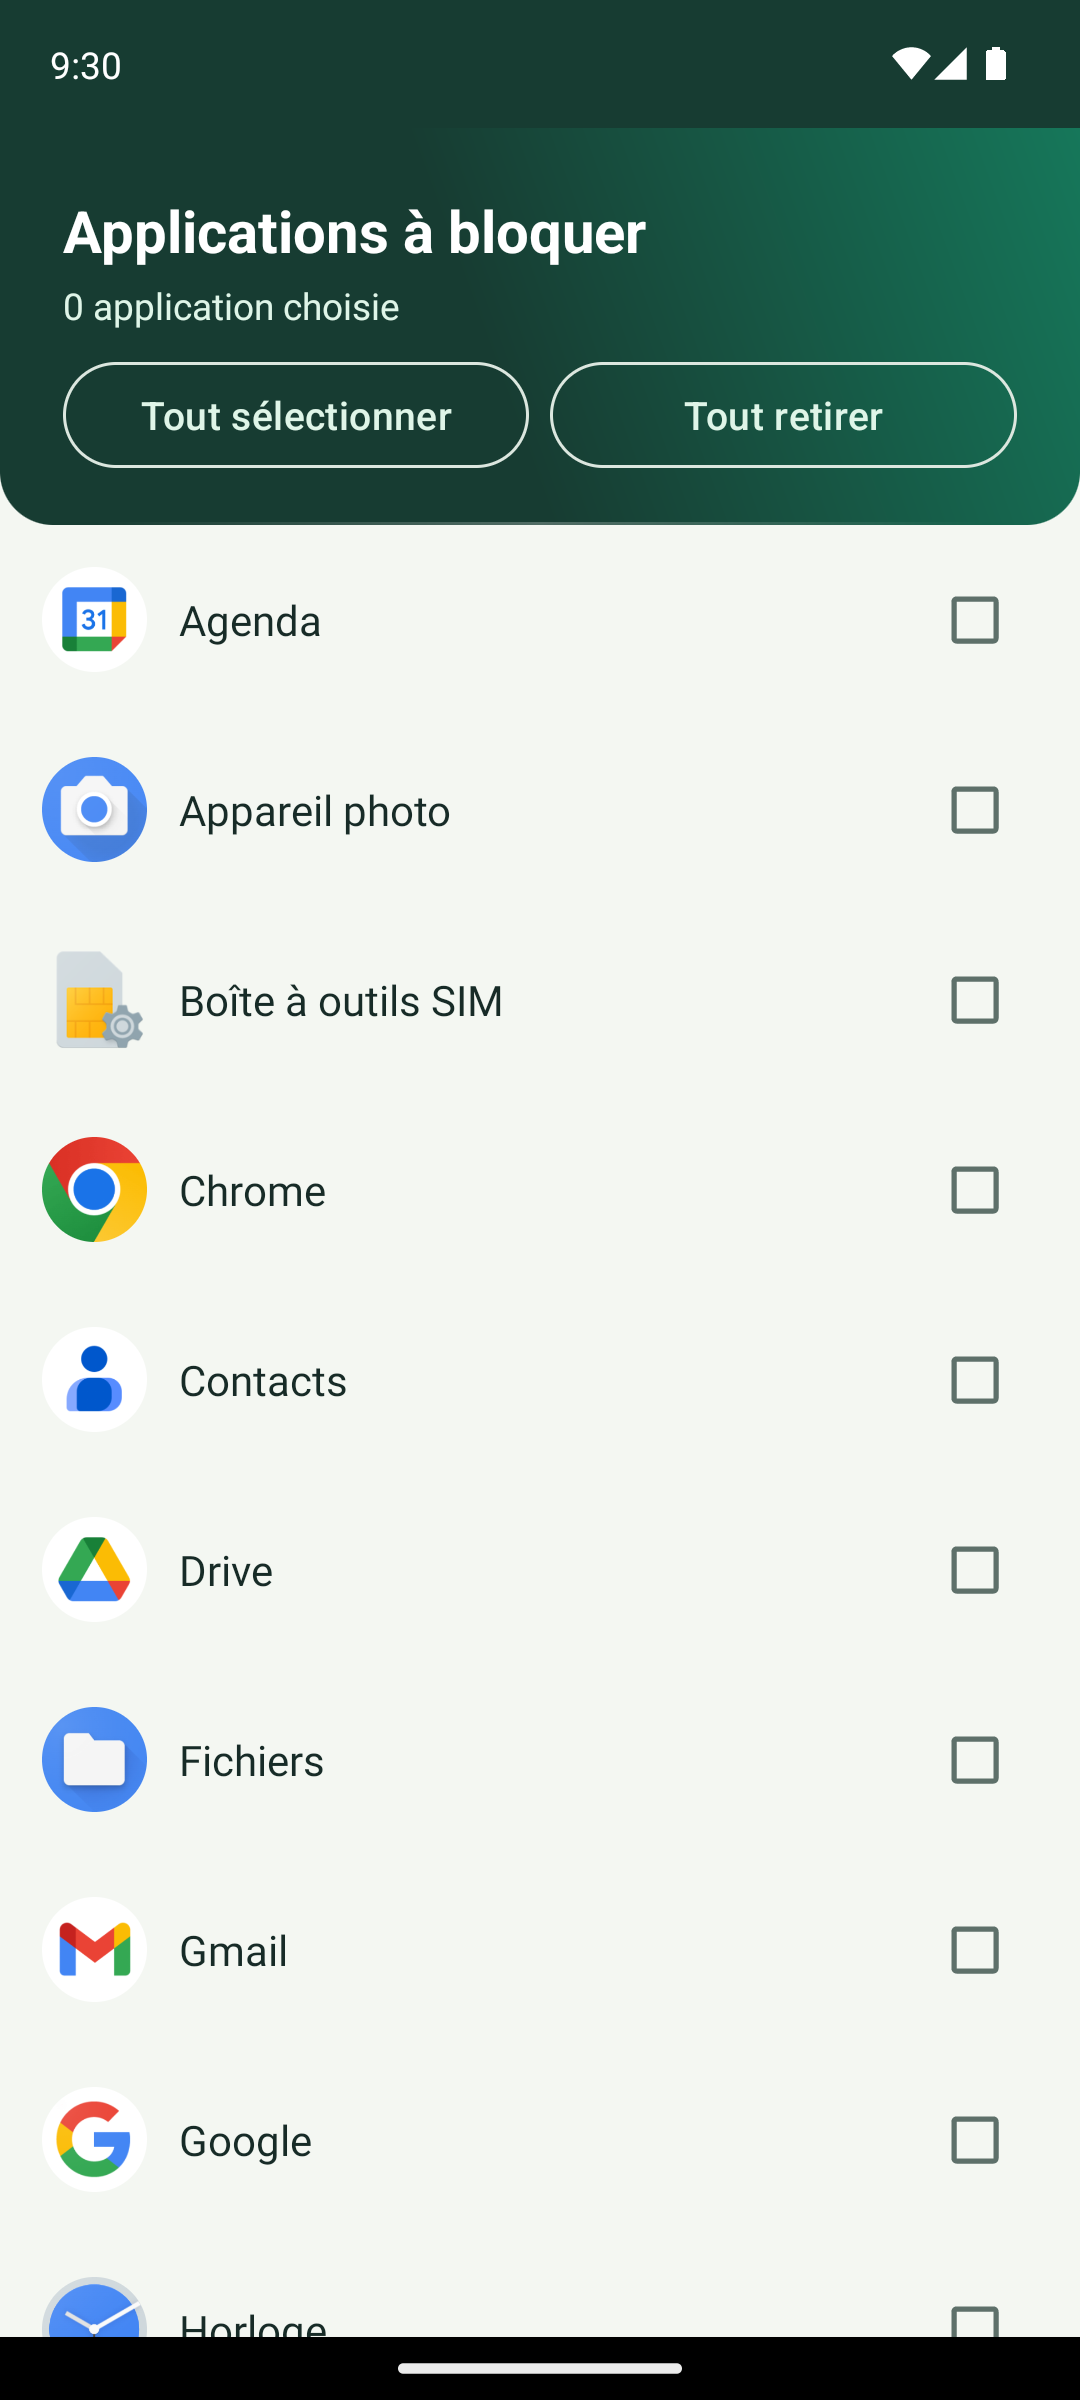 9:30
Applications à bloquer
0 application choisie
Tout sélectionner
Tout retirer
31
Agenda
Appareil photo
Boîte à outils SIM
Chrome
Contacts
Drive
Fichiers
Gmail
Google
Horloge